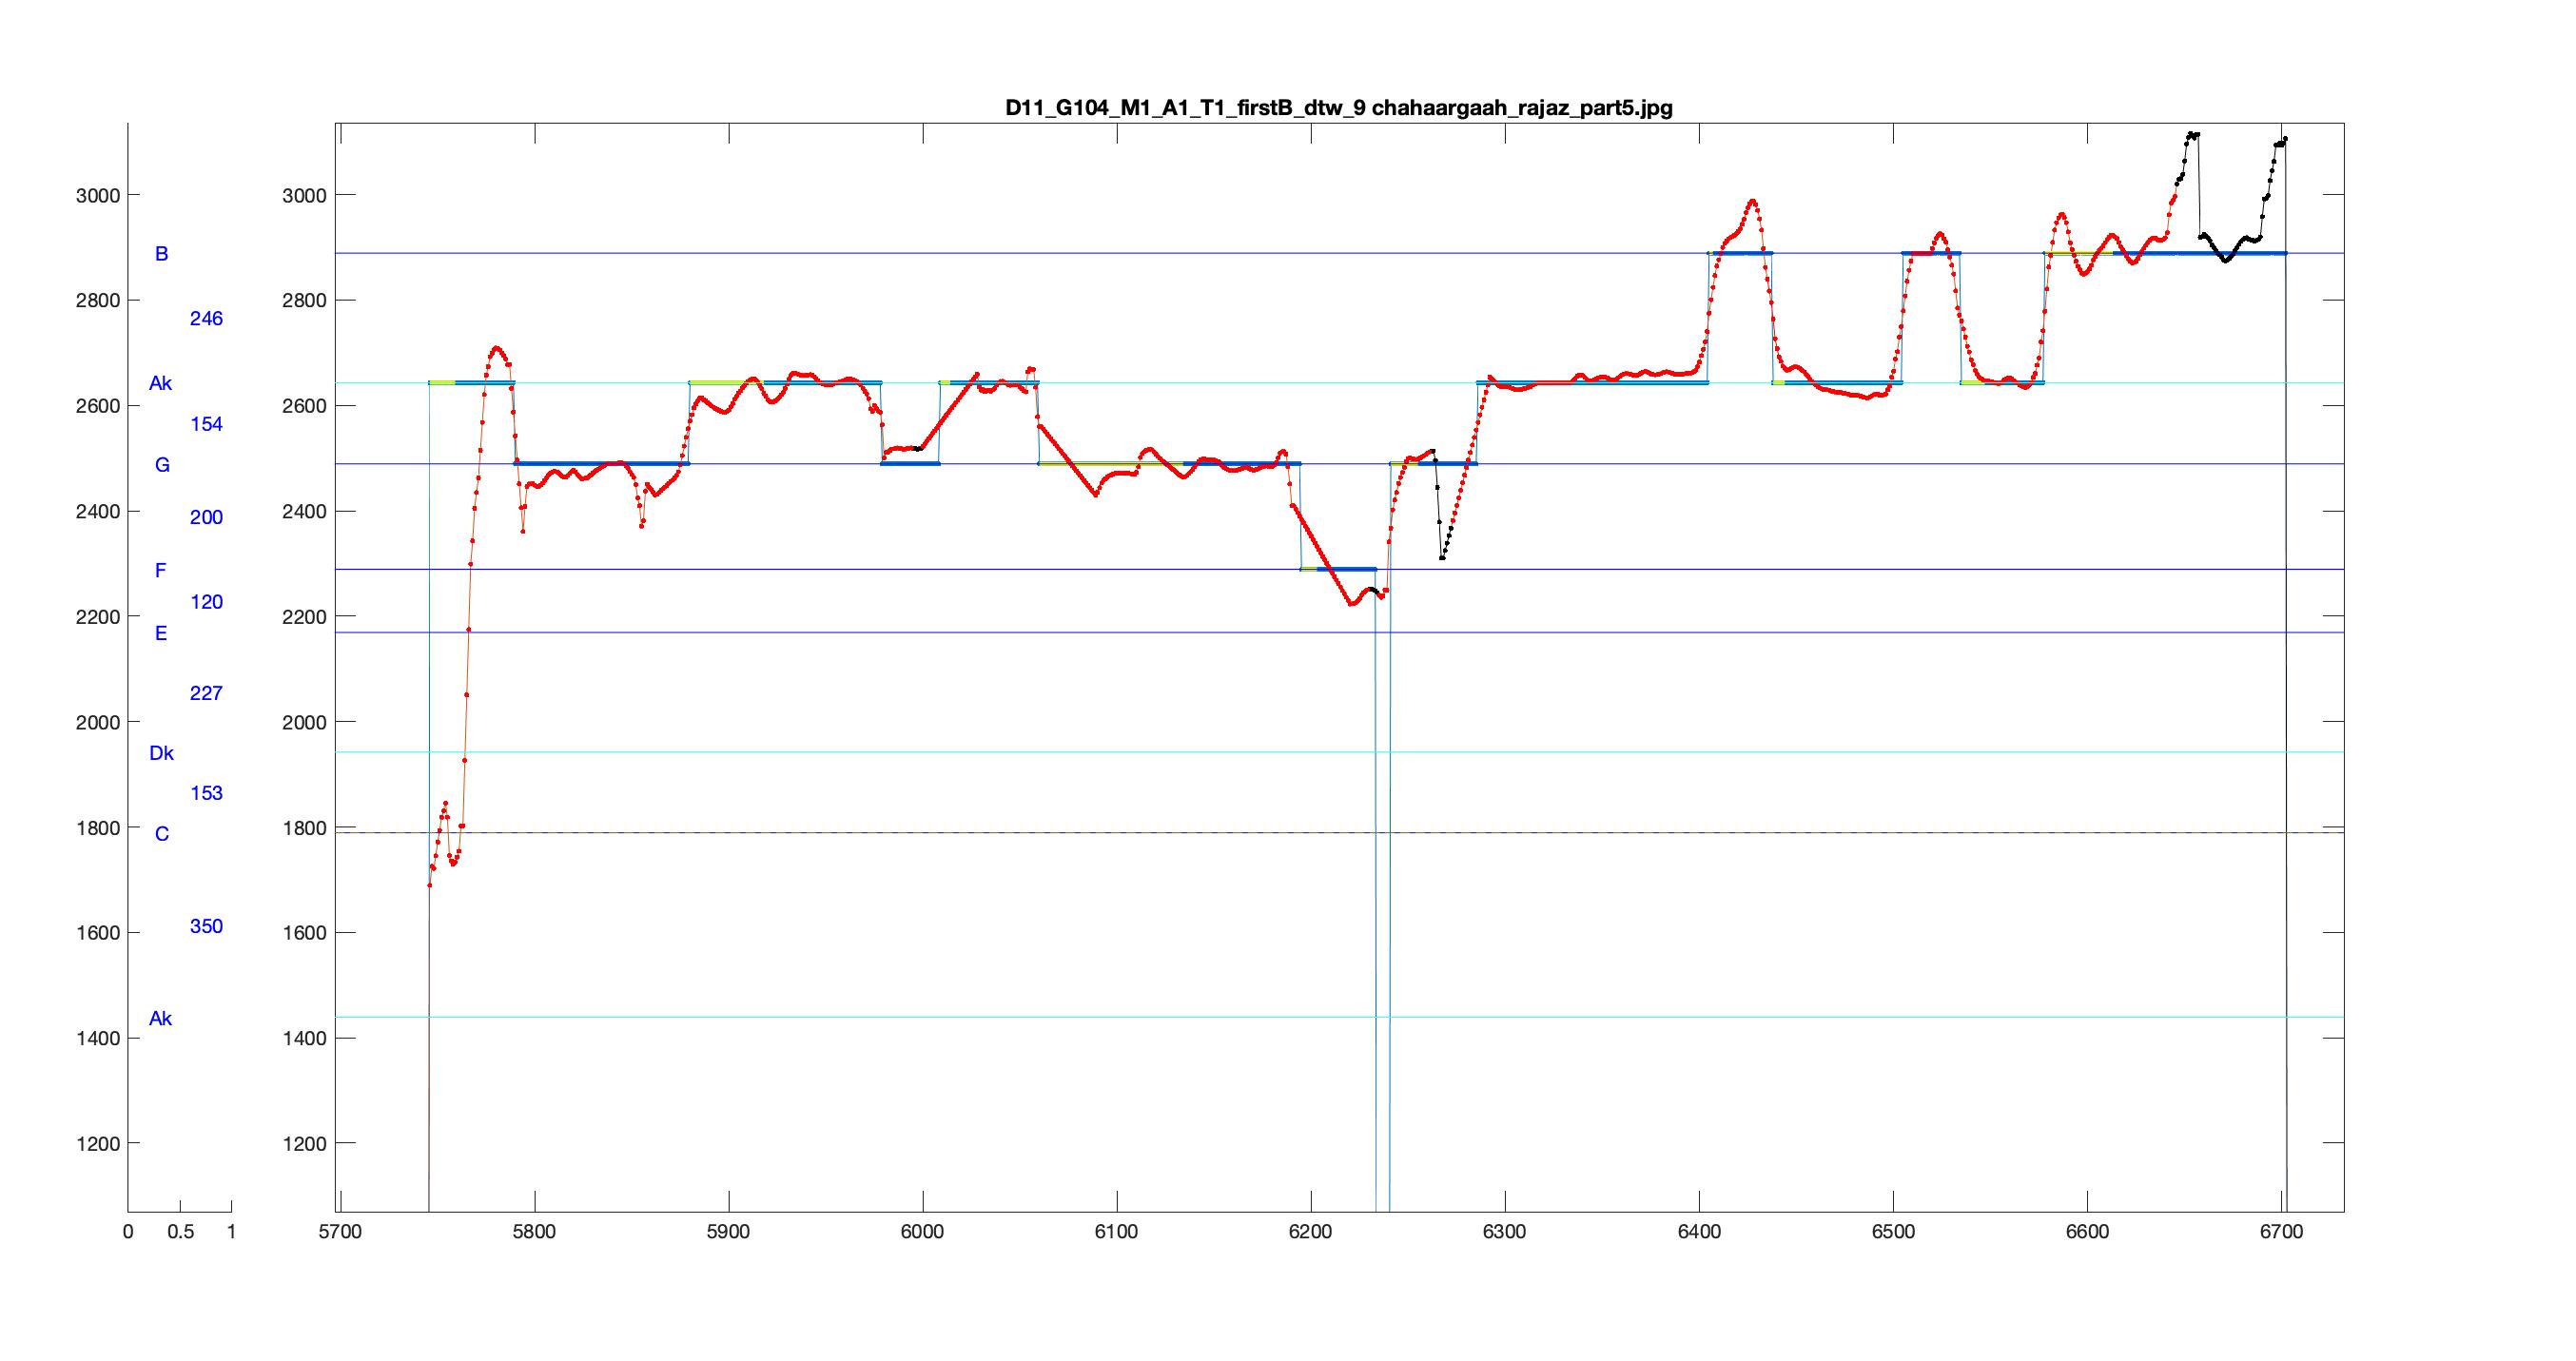 D11_G104_M1_A1_T1_firstB_dtw_9 chahaargaah_rajaz_part5.jpg
3000 3000
B
2800 2800
246
Ak
2600 2600
154
G
2400 2400
200
F
2200 2200
120
E
227
2000 2000
Dk
153
1800 C 1800
350
1600 1600
Ak
1400 1400
1200 1200
0 0.5 1 5700 5800 5900 6000 6100 6200 6300 6400 6500 6600 6700